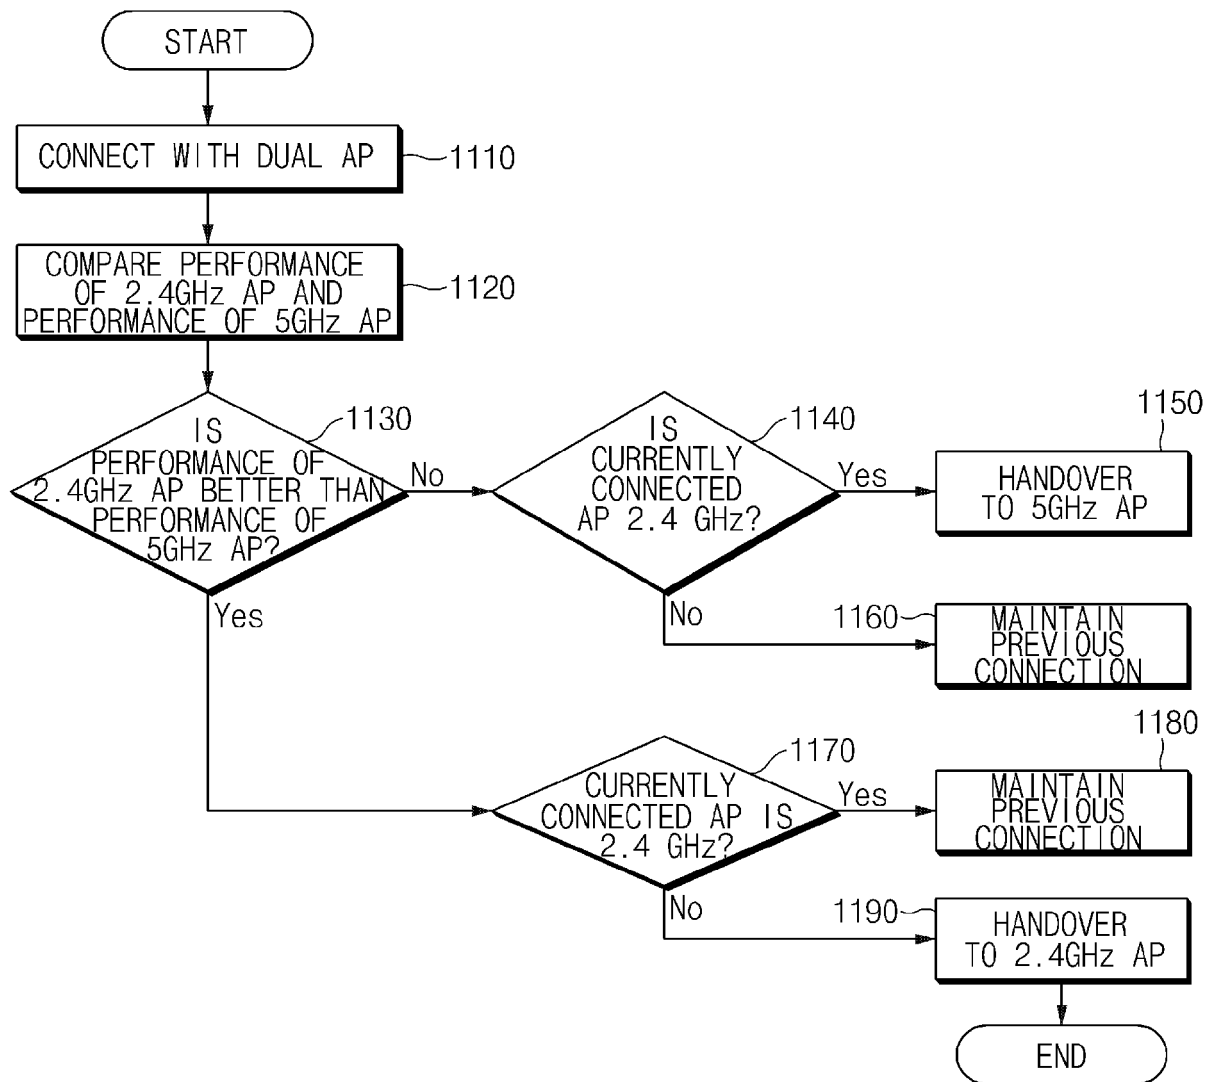 START
CONNECT WITH DUAL AP
1110
COMPARE PERFORMANCE
OF 2.4GHz AP AND
PERFORMANCE OF 5GHz AP
1120
IS
PERFORMANCE OF
2.4GHz AP BETTER THAN
PERFORMANCE OF
5GHz AP?
1130
No
Yes
IS
CURRENTLY
CONNECTED
AP 2.4 GHz?
1140
Yes
No
1150
HANDOVER
TO 5GHz AP
1160
MAINTAIN
PREVIOUS
CONNECTION
CURRENTLY
CONNECTED AP IS
2.4 GHz?
1170
Yes
No
1180
MAINTAIN
PREVIOUS
CONNECTION
1190
HANDOVER
TO 2.4GHz AP
END